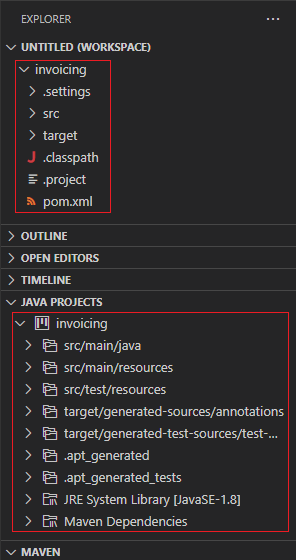 EXPLORER
UNTITLED (WORKSPACE)
invoicing
.settings
src
target
.classpath
.project
pom.xml
OUTLINE
OPEN EDITORS
TIMELINE
JAVA PROJECTS
invoicing
src/main/java
src/main/resources
src/test/resources
target/generated-sources/annotations
target/generated-test-sources/test-...
.apt_generated
.apt_generated_tests
JRE System Library [JavaSE-1.8]
Maven Dependencies
MAVEN